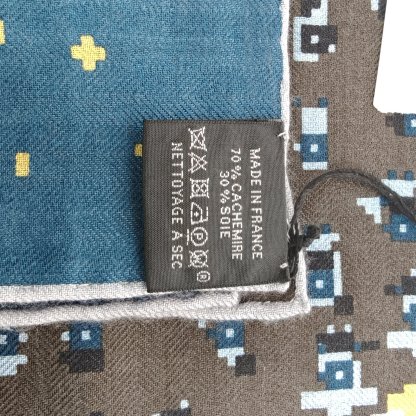 MADE IN FRANCE
70 % CACHEMIRE
30 % SOIE
P
NETTOYAGE A SEC